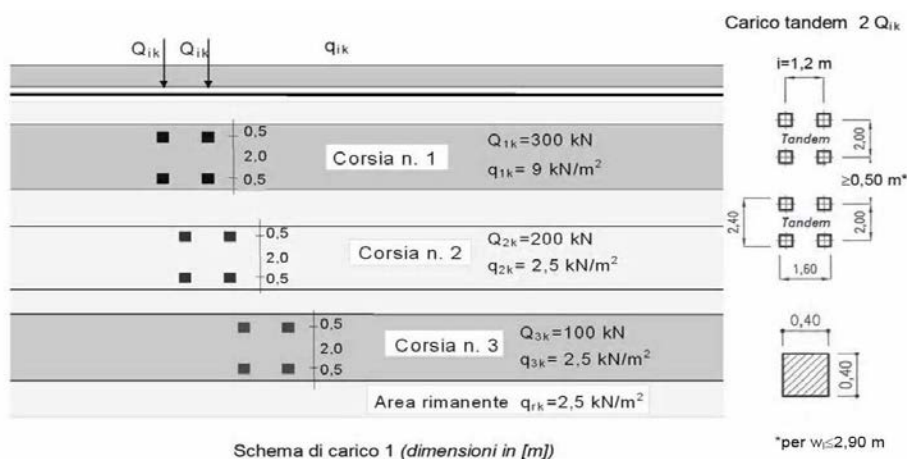 Carico tandem 2 Qik
Qik Qik qik
i=1,2 m
0,5
2,0
0,5
Corsia n. 1
Q1k=300 kN
q1k= 9 kN/m²
Tandem
2,00
≥0,50 m*
0,5
2,0
0,5
Corsia n. 2
Q2k=200 kN
q2k= 2,5 kN/m²
2,40
Tandem
2,00
1,60
0,5
2,0
0,5
Corsia n. 3
Q3k=100 kN
q3k= 2,5 kN/m²
0,40
0,40
Area rimanente qrk=2,5 kN/m²
Schema di carico 1 (dimensioni in [m])
*per wl≤2,90 m